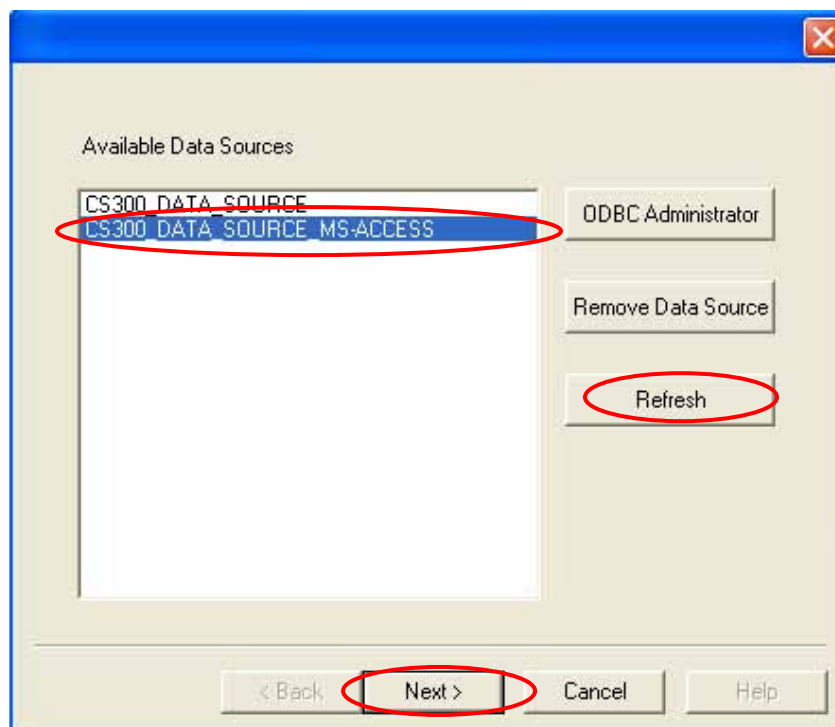 Available Data Sources
CS300_DATA_SOURCE
CS300_DATA_SOURCE_MS-ACCESS
ODBC Administrator
Remove Data Source
Refresh
< Back
Next >
Cancel
Help